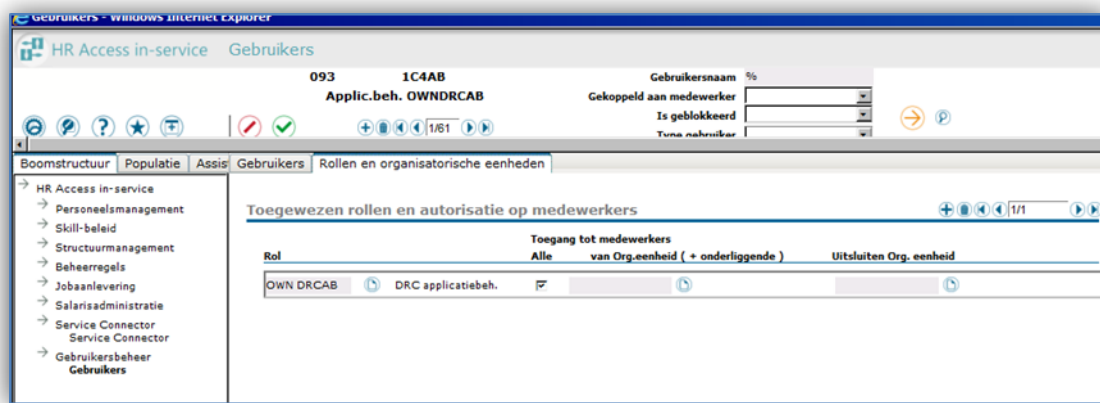 Gebruikers - Windows Internet Explorer
HR Access in-service Gebruikers
093 1C4AB Gebruikersnaam %
Applic.beh. OWNDRCAB Gekoppeld aan medewerker
Is geblokkeerd
1/61 Type gebruiker
Boomstructuur Populatie Assis Gebruikers Rollen en organisatorische eenheden
HR Access in-service
Personeelsmanagement
Skill-beleid
Structuurmanagement
Beheerregels
Jobaanlevering
Salarisadministratie
Service Connector
Service Connector
Gebruikersbeheer
Gebruikers
Toegewezen rollen en autorisatie op medewerkers 1/1
Toegang tot medewerkers
Rol Alle van Org.eenheid ( + onderliggende ) Uitsluiten Org. eenheid
OWN DRCAB DRC applicatiebeh.